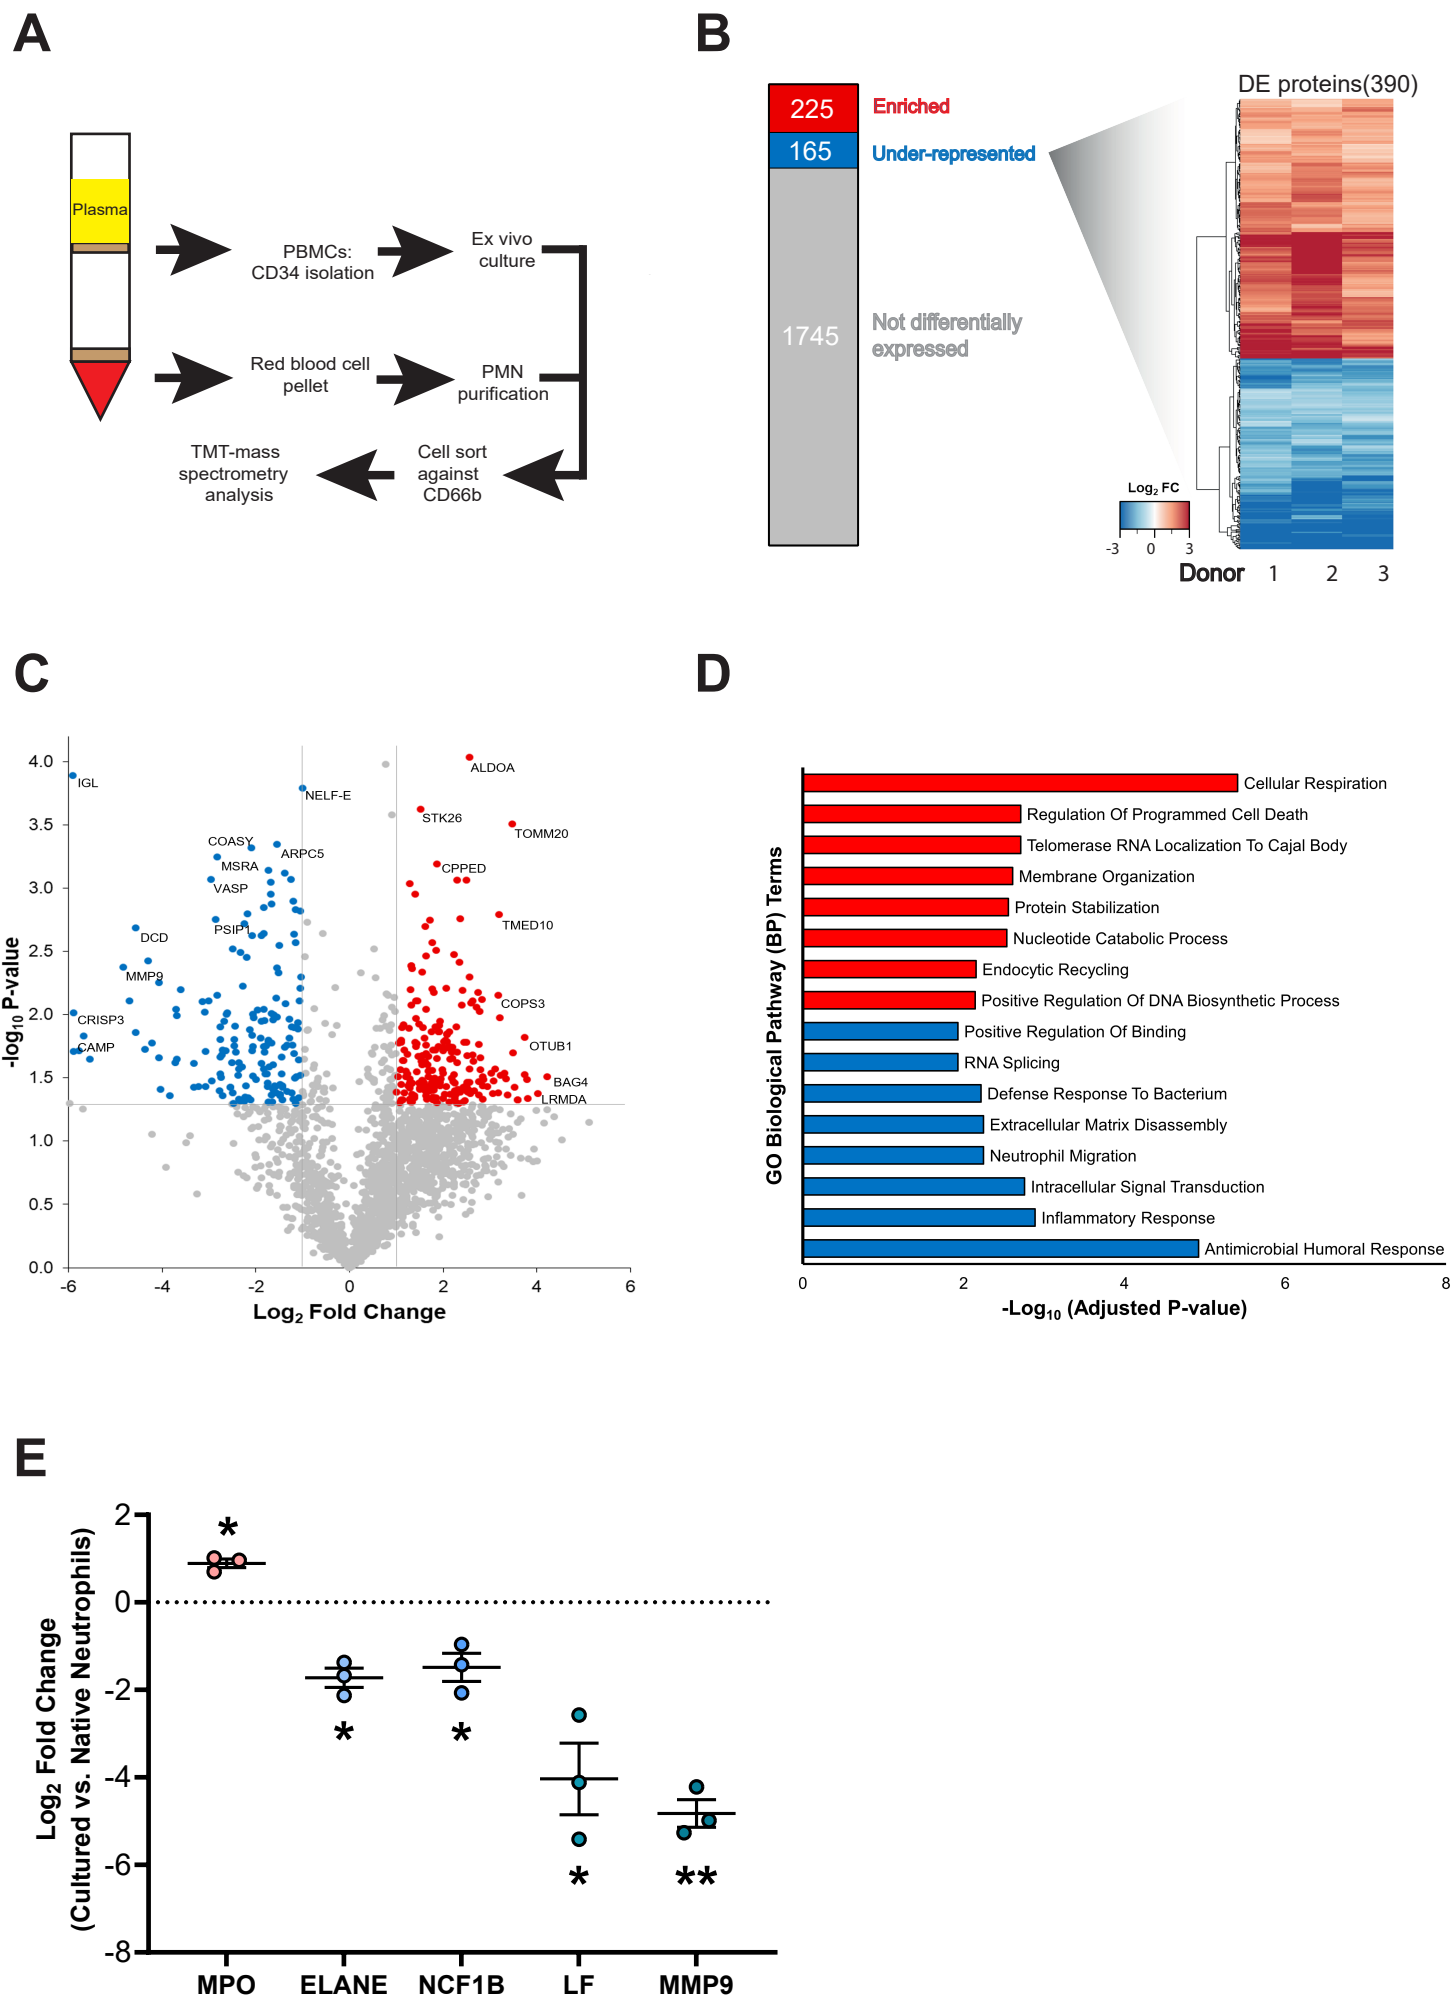 A
Plasma
PBMCs:
CD34 isolation
Ex vivo
culture
Red blood cell
pellet
PMN
purification
TMT-mass
spectrometry
analysis
Cell sort
against
CD66b
B
225
Enriched
165
Under-represented
1745
Not differentially
expressed
DE proteins(390)
Log2 FC
-3 0 3
Donor 1 2 3
C
4.0
3.5
3.0
2.5
2.0
1.5
1.0
0.5
0.0
-log10 P-value
-6 -4 -2 0 2 4 6
Log2 Fold Change
IGL
NELF-E
COASY
ARPC5
MSRA
VASP
PSIP1
DCD
MMP9
CRISP3
CAMP
ALDOA
STK26
TOMM20
CPPED
TMED10
COPS3
OTUB1
BAG4
LRMDA
D
GO Biological Pathway (BP) Terms
Cellular Respiration
Regulation Of Programmed Cell Death
Telomerase RNA Localization To Cajal Body
Membrane Organization
Protein Stabilization
Nucleotide Catabolic Process
Endocytic Recycling
Positive Regulation Of DNA Biosynthetic Process
Positive Regulation Of Binding
RNA Splicing
Defense Response To Bacterium
Extracellular Matrix Disassembly
Neutrophil Migration
Intracellular Signal Transduction
Inflammatory Response
Antimicrobial Humoral Response
0 2 4 6 8
-Log10 (Adjusted P-value)
E
Log2 Fold Change
(Cultured vs. Native Neutrophils)
2
0
-2
-4
-6
-8
*
*
*
*
**
MPO ELANE NCF1B LF MMP9